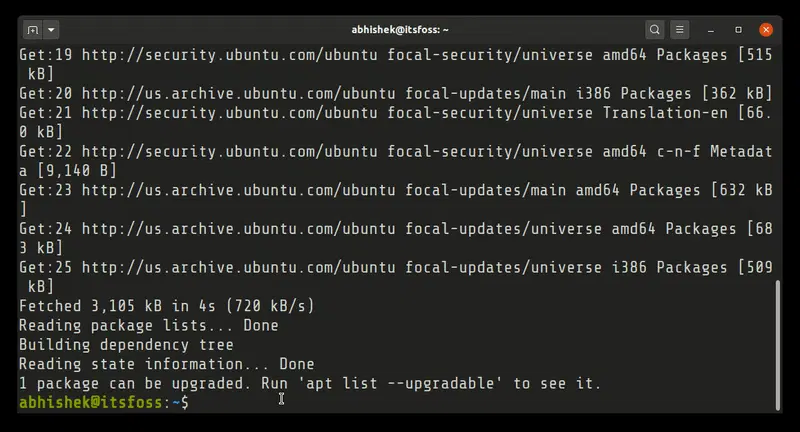 abhishek@itsfoss: ~
Get:19 http://security.ubuntu.com/ubuntu focal-security/universe amd64 Packages [515
 kB]
Get:20 http://us.archive.ubuntu.com/ubuntu focal-updates/main i386 Packages [362 kB]
Get:21 http://security.ubuntu.com/ubuntu focal-security/universe Translation-en [66.
0 kB]
Get:22 http://security.ubuntu.com/ubuntu focal-security/universe amd64 c-n-f Metadat
a [9,140 B]
Get:23 http://us.archive.ubuntu.com/ubuntu focal-updates/main amd64 Packages [632 kB
]
Get:24 http://us.archive.ubuntu.com/ubuntu focal-updates/universe amd64 Packages [68
3 kB]
Get:25 http://us.archive.ubuntu.com/ubuntu focal-updates/universe i386 Packages [509
 kB]
Fetched 3,105 kB in 4s (720 kB/s)
Reading package lists... Done
Building dependency tree
Reading state information... Done
1 package can be upgraded. Run 'apt list --upgradable' to see it.
abhishek@itsfoss:~$